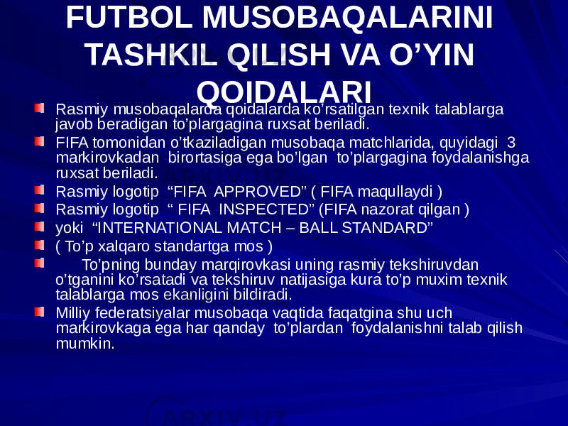 FUTBOL MUSOBAQALARINI
TASHKIL QILISH VA O’YIN
QOIDALARI
Rasmiy musobaqalarda qoidalarda ko’rsatilgan texnik talablarga
javob beradigan to’plargagina ruxsat beriladi.
FIFA tomonidan o’tkaziladigan musobaqa matchlarida, quyidagi 3
markirovkadan birortasiga ega bo’lgan to’plargagina foydalanishga
ruxsat beriladi.
Rasmiy logotip “FIFA APPROVED” ( FIFA maqullaydi )
Rasmiy logotip “ FIFA INSPECTED” (FIFA nazorat qilgan )
yoki “INTERNATIONAL MATCH – BALL STANDARD”
( To’p xalqaro standartga mos )
To’pning bunday marqirovkasi uning rasmiy tekshiruvdan
o’tganini ko’rsatadi va tekshiruv natijasiga kura to’p muxim texnik
talablarga mos ekanligini bildiradi.
Milliy federatsiyalar musobaqa vaqtida faqatgina shu uch
markirovkaga ega har qanday to’plardan foydalanishni talab qilish
mumkin.
ARXIV.UZ